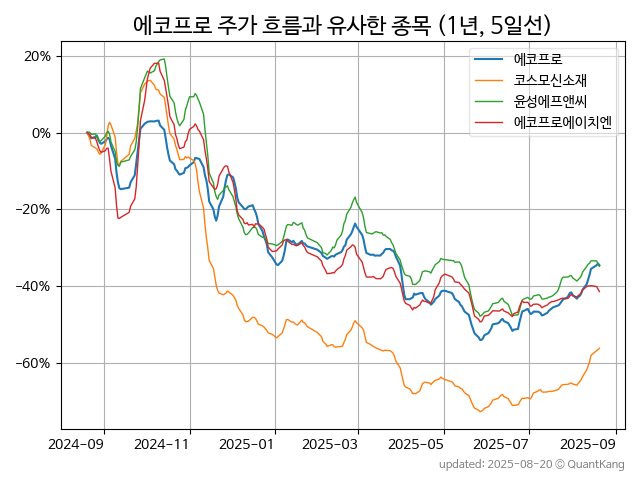 에코프로 주가 흐름과 유사한 종목 (1년, 5일선)
에코프로
코스모신소재
윤성에프앤씨
에코프로에이치엔
20%
0%
−20%
−40%
−60%
2024-09 2024-11 2025-01 2025-03 2025-05 2025-07 2025-09
updated: 2025-08-20 © QuantKang